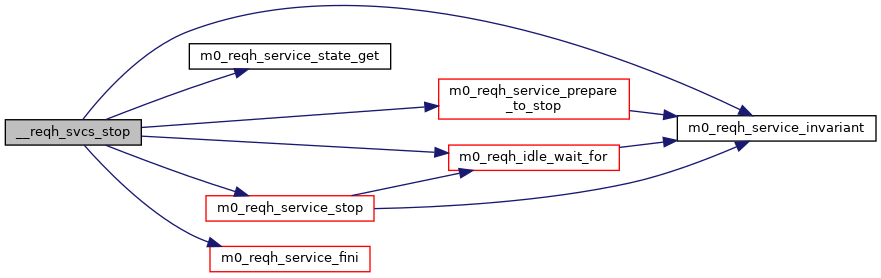 m0_reqh_service_state_get
m0_reqh_service_prepare
_to_stop
__reqh_svcs_stop
m0_reqh_service_invariant
m0_reqh_idle_wait_for
m0_reqh_service_stop
m0_reqh_service_fini